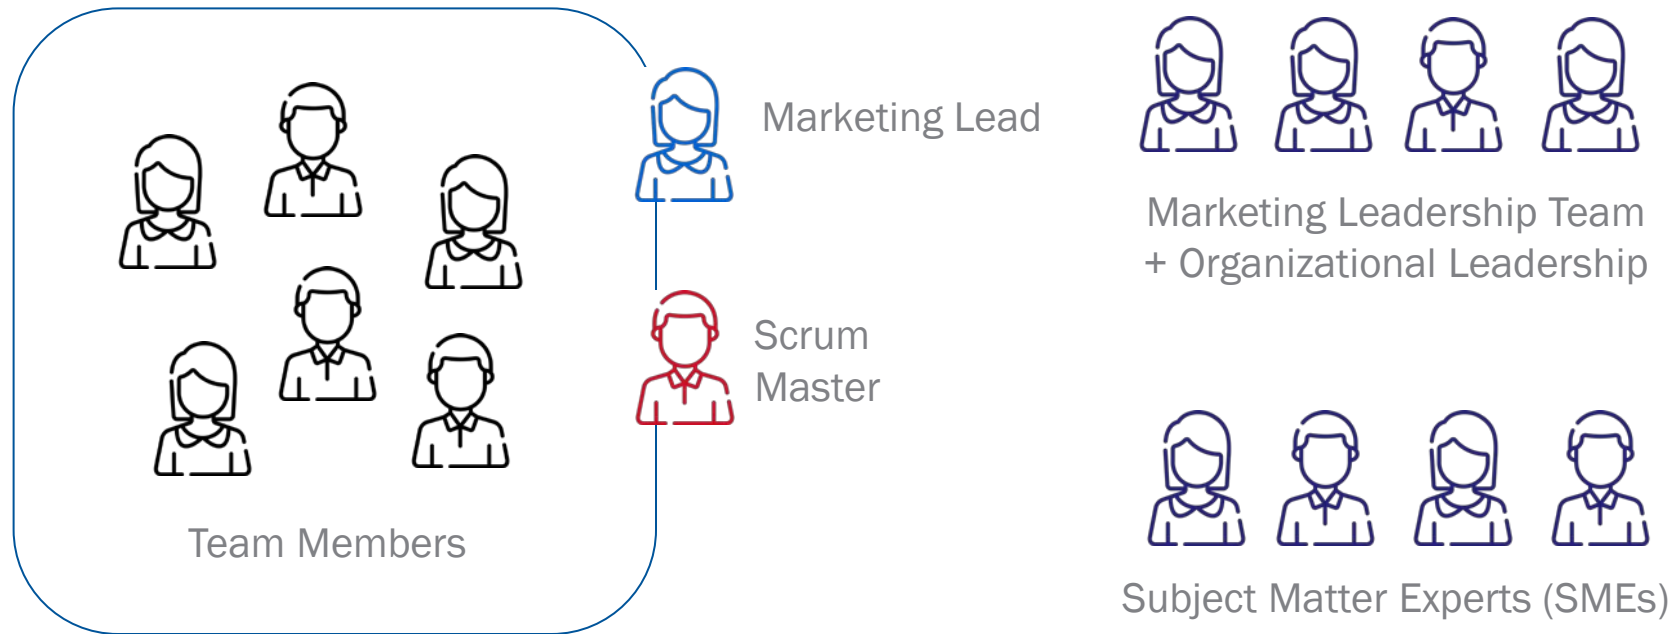 Marketing Lead
Marketing Leadership Team
+ Organizational Leadership
Scrum
Master
Team Members
Subject Matter Experts (SMEs)